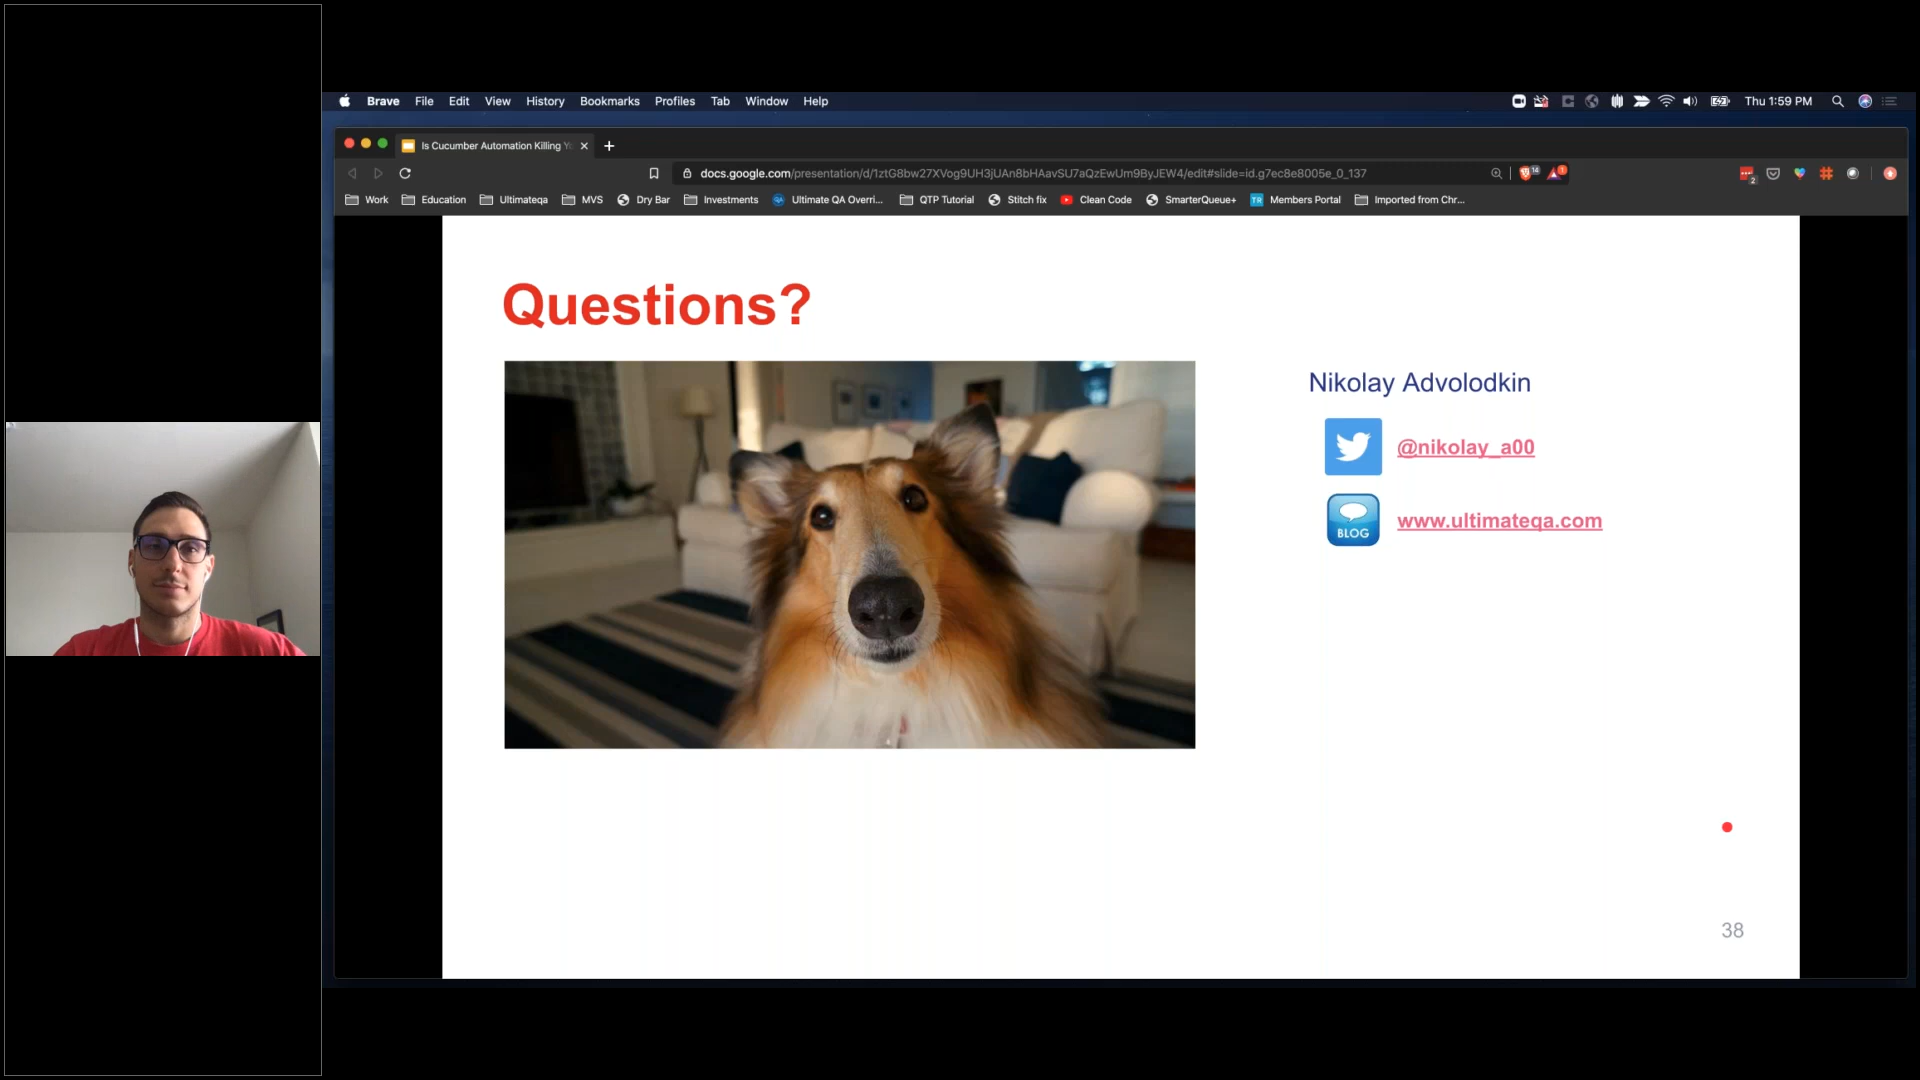 Brave File Edit View History Bookmarks Profiles Tab Window Help Thu 1:59 PM
Is Cucumber Automation Killing Y
docs.google.com/presentation/d/1ztG8bw27XVog9UH3jUAn8bHAavSU7aQzEwUm9ByJEW4/edit#slide=id.g7ec8e8005e_0_137
Work Education Ultimateqa MVS Dry Bar Investments Ultimate QA Overri... QTP Tutorial Stitch fix Clean Code SmarterQueue+ TR Members Portal Imported from Chr...
Questions?
Nikolay Advolodkin
@nikolay_a00
BLOG
www.ultimateqa.com
38